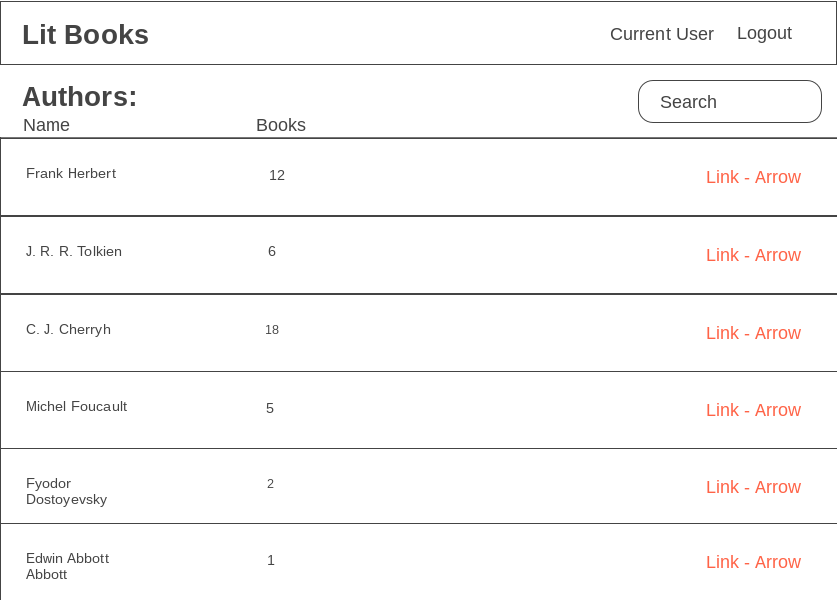 Lit Books
Current User
Logout
Authors:
Search
Name
Books
Frank Herbert
12
Link - Arrow
J. R. R. Tolkien
6
Link - Arrow
C. J. Cherryh
18
Link - Arrow
Michel Foucault
5
Link - Arrow
Fyodor
Dostoyevsky
2
Link - Arrow
Edwin Abbott
Abbott
1
Link - Arrow